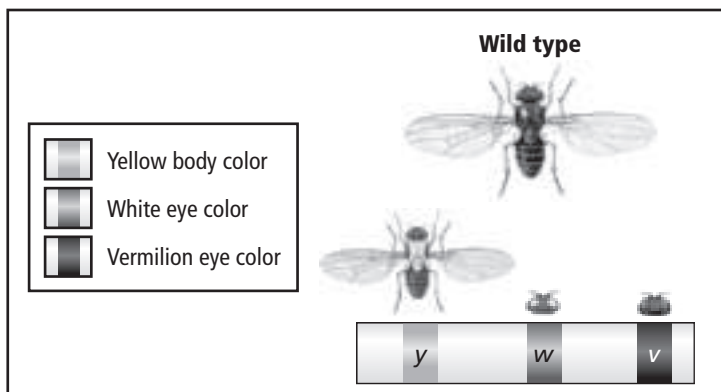 Wild type
Yellow body color
White eye color
Vermilion eye color
y w v